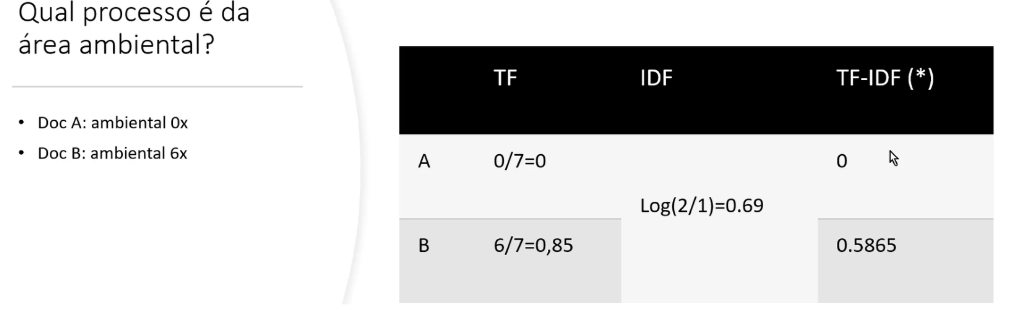 Qual processo é da
área ambiental?
• Doc A: ambiental 0x
• Doc B: ambiental 6x
TF IDF TF-IDF (*)
A 0/7=0 0
Log(2/1)=0.69
B 6/7=0,85 0.5865